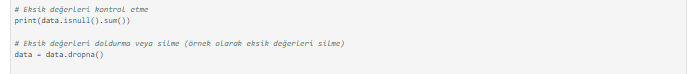 # Eksik değerleri kontrol etme
print(data.isnull().sum())
# Eksik değerleri doldurma veya silme (örnek olarak eksik değerleri silme)
data = data.dropna()